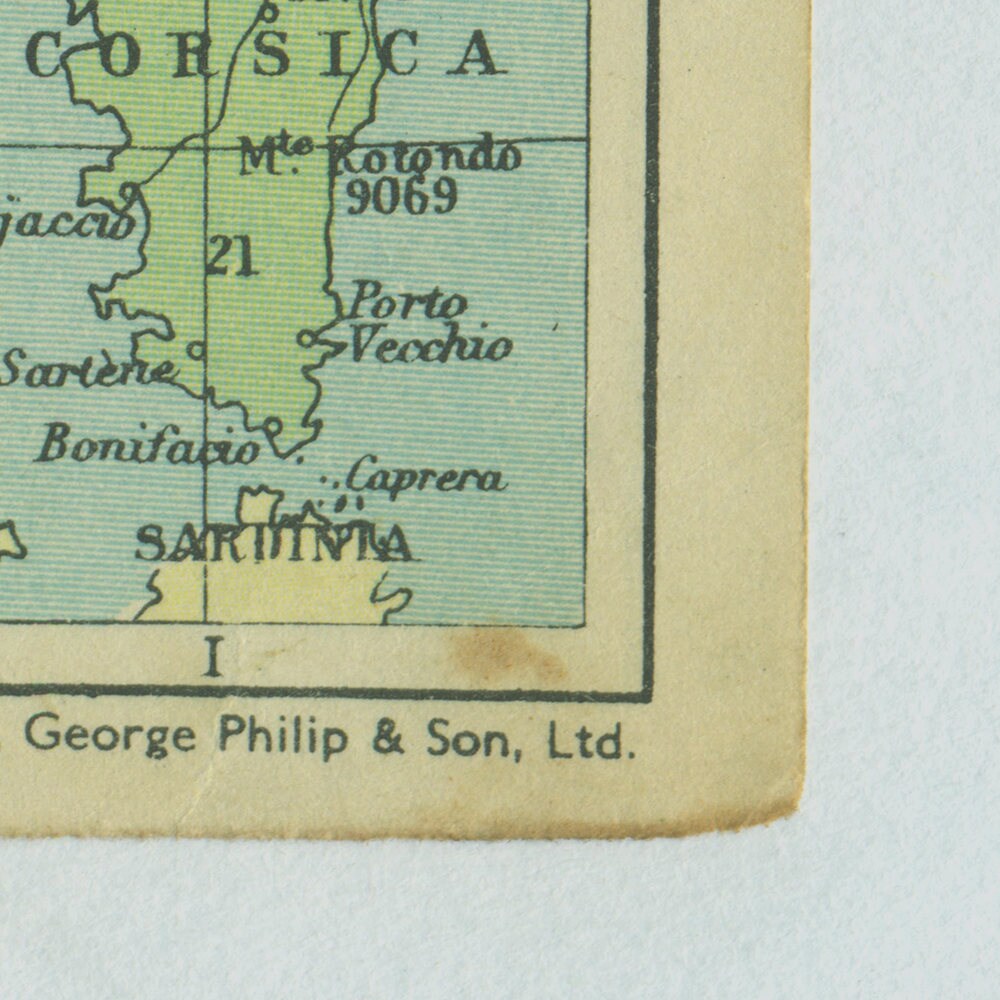 CORSICA
Mte. Rotondo
9069
jaccio
21
Porto
Vecchio
Sartène
Bonifacio
Caprera
SARDINIA
I
George Philip & Son, Ltd.